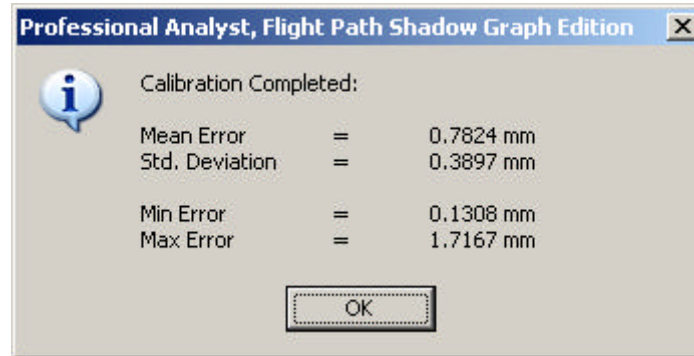 Professional Analyst, Flight Path Shadow Graph Edition
Calibration Completed:
Mean Error = 0.7824 mm
Std. Deviation = 0.3897 mm
Min Error = 0.1308 mm
Max Error = 1.7167 mm
OK